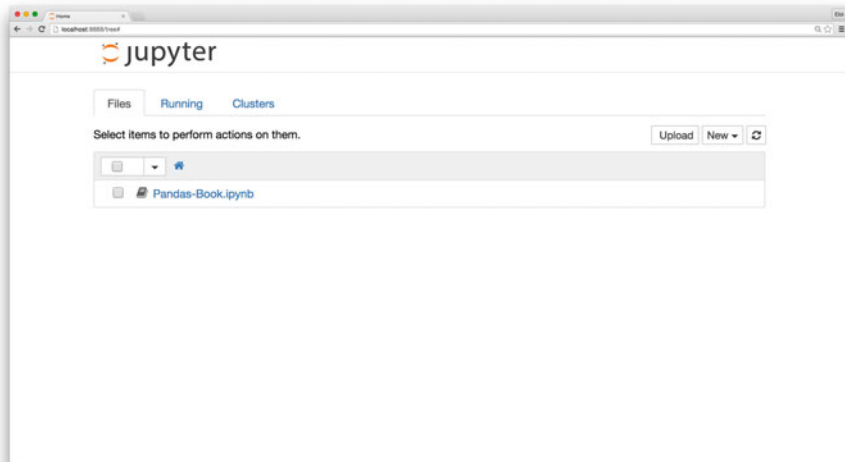 Home
localhost:8888/tree#
jupyter
Files Running Clusters
Select items to perform actions on them.
Upload New
Pandas-Book.ipynb